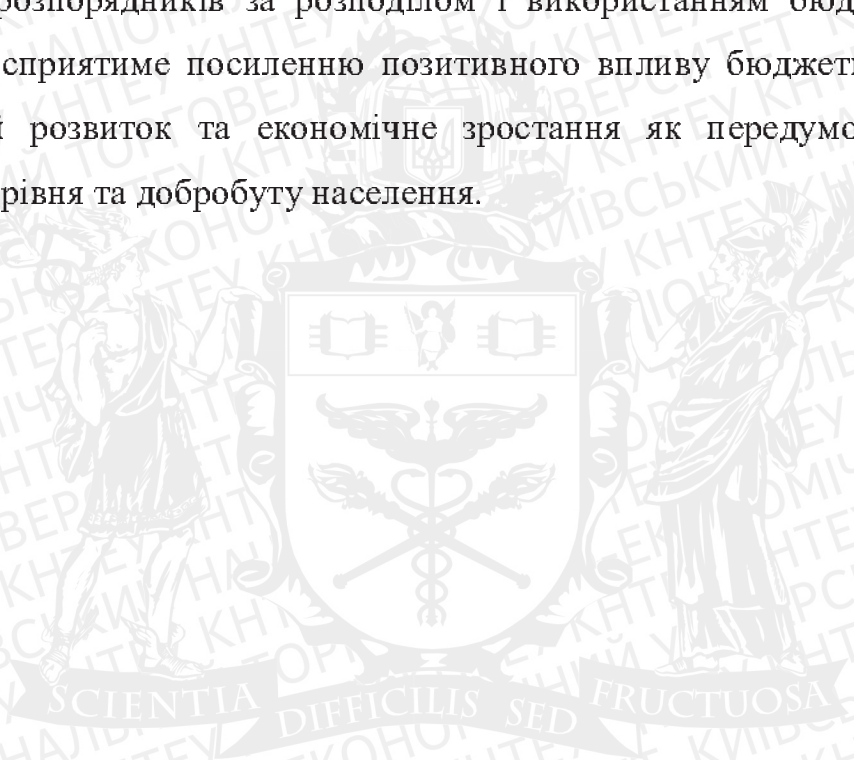 розпорядників за розподілом і використанням бюд
сприятиме посиленню позитивного впливу бюджет
й розвиток та економічне зростання як передумо
рівня та добробуту населення.
SCIENTIA DIFFICILIS SED FRUCTUOSA